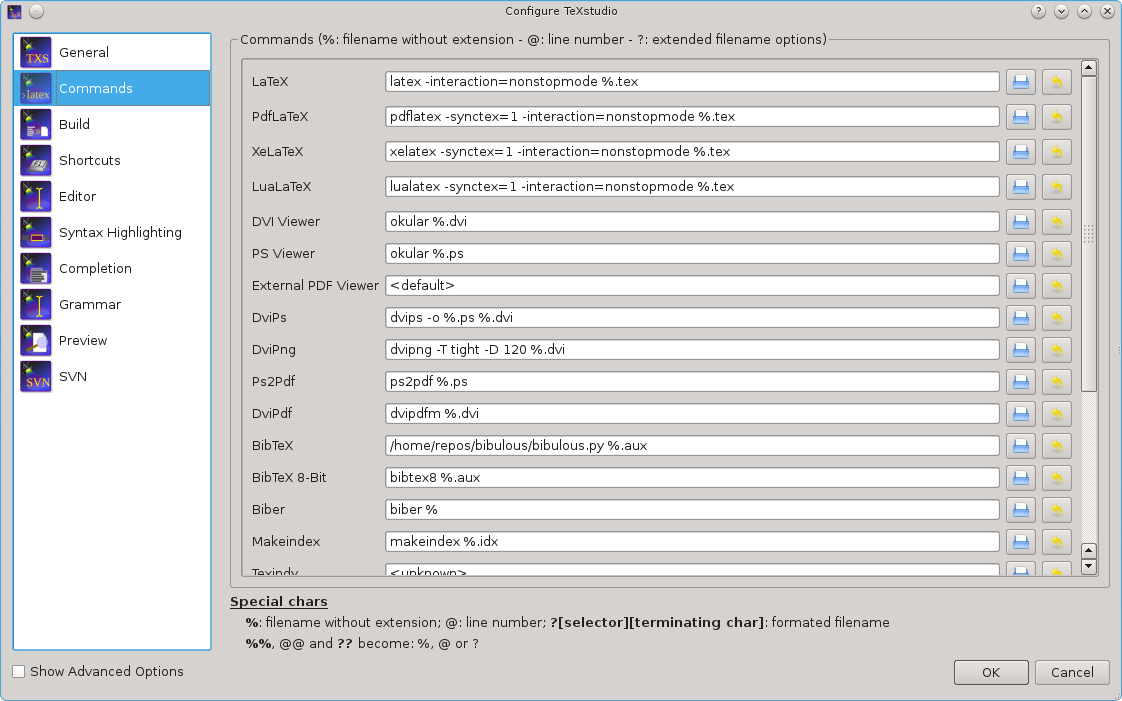 Configure TeXstudio
General
Commands
Build
Shortcuts
Editor
Syntax Highlighting
Completion
Grammar
Preview
SVN
Commands (%: filename without extension - @: line number - ?: extended filename options)
LaTeX latex -interaction=nonstopmode %.tex
PdfLaTeX pdflatex -synctex=1 -interaction=nonstopmode %.tex
XeLaTeX xelatex -synctex=1 -interaction=nonstopmode %.tex
LuaLaTeX lualatex -synctex=1 -interaction=nonstopmode %.tex
DVI Viewer okular %.dvi
PS Viewer okular %.ps
External PDF Viewer <default>
DviPs dvips -o %.ps %.dvi
DviPng dvipng -T tight -D 120 %.dvi
Ps2Pdf ps2pdf %.ps
DviPdf dvipdfm %.dvi
BibTeX /home/repos/bibulous/bibulous.py %.aux
BibTeX 8-Bit bibtex8 %.aux
Biber biber %
Makeindex makeindex %.idx
Texindy <unknown>
Special chars
%: filename without extension; @: line number; ?[selector][terminating char]: formated filename
%%, @@ and ?? become: %, @ or ?
Show Advanced Options
OK Cancel